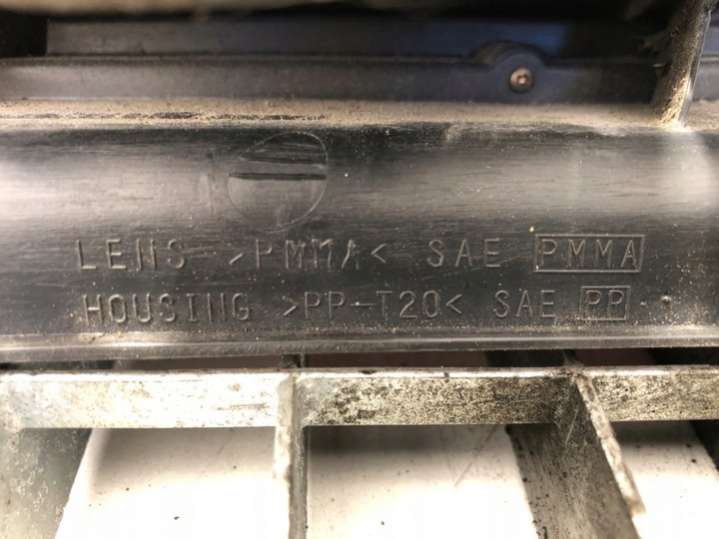 LENS >PMMA< SAE PMMA
HOUSING >PP-T20< SAE PP